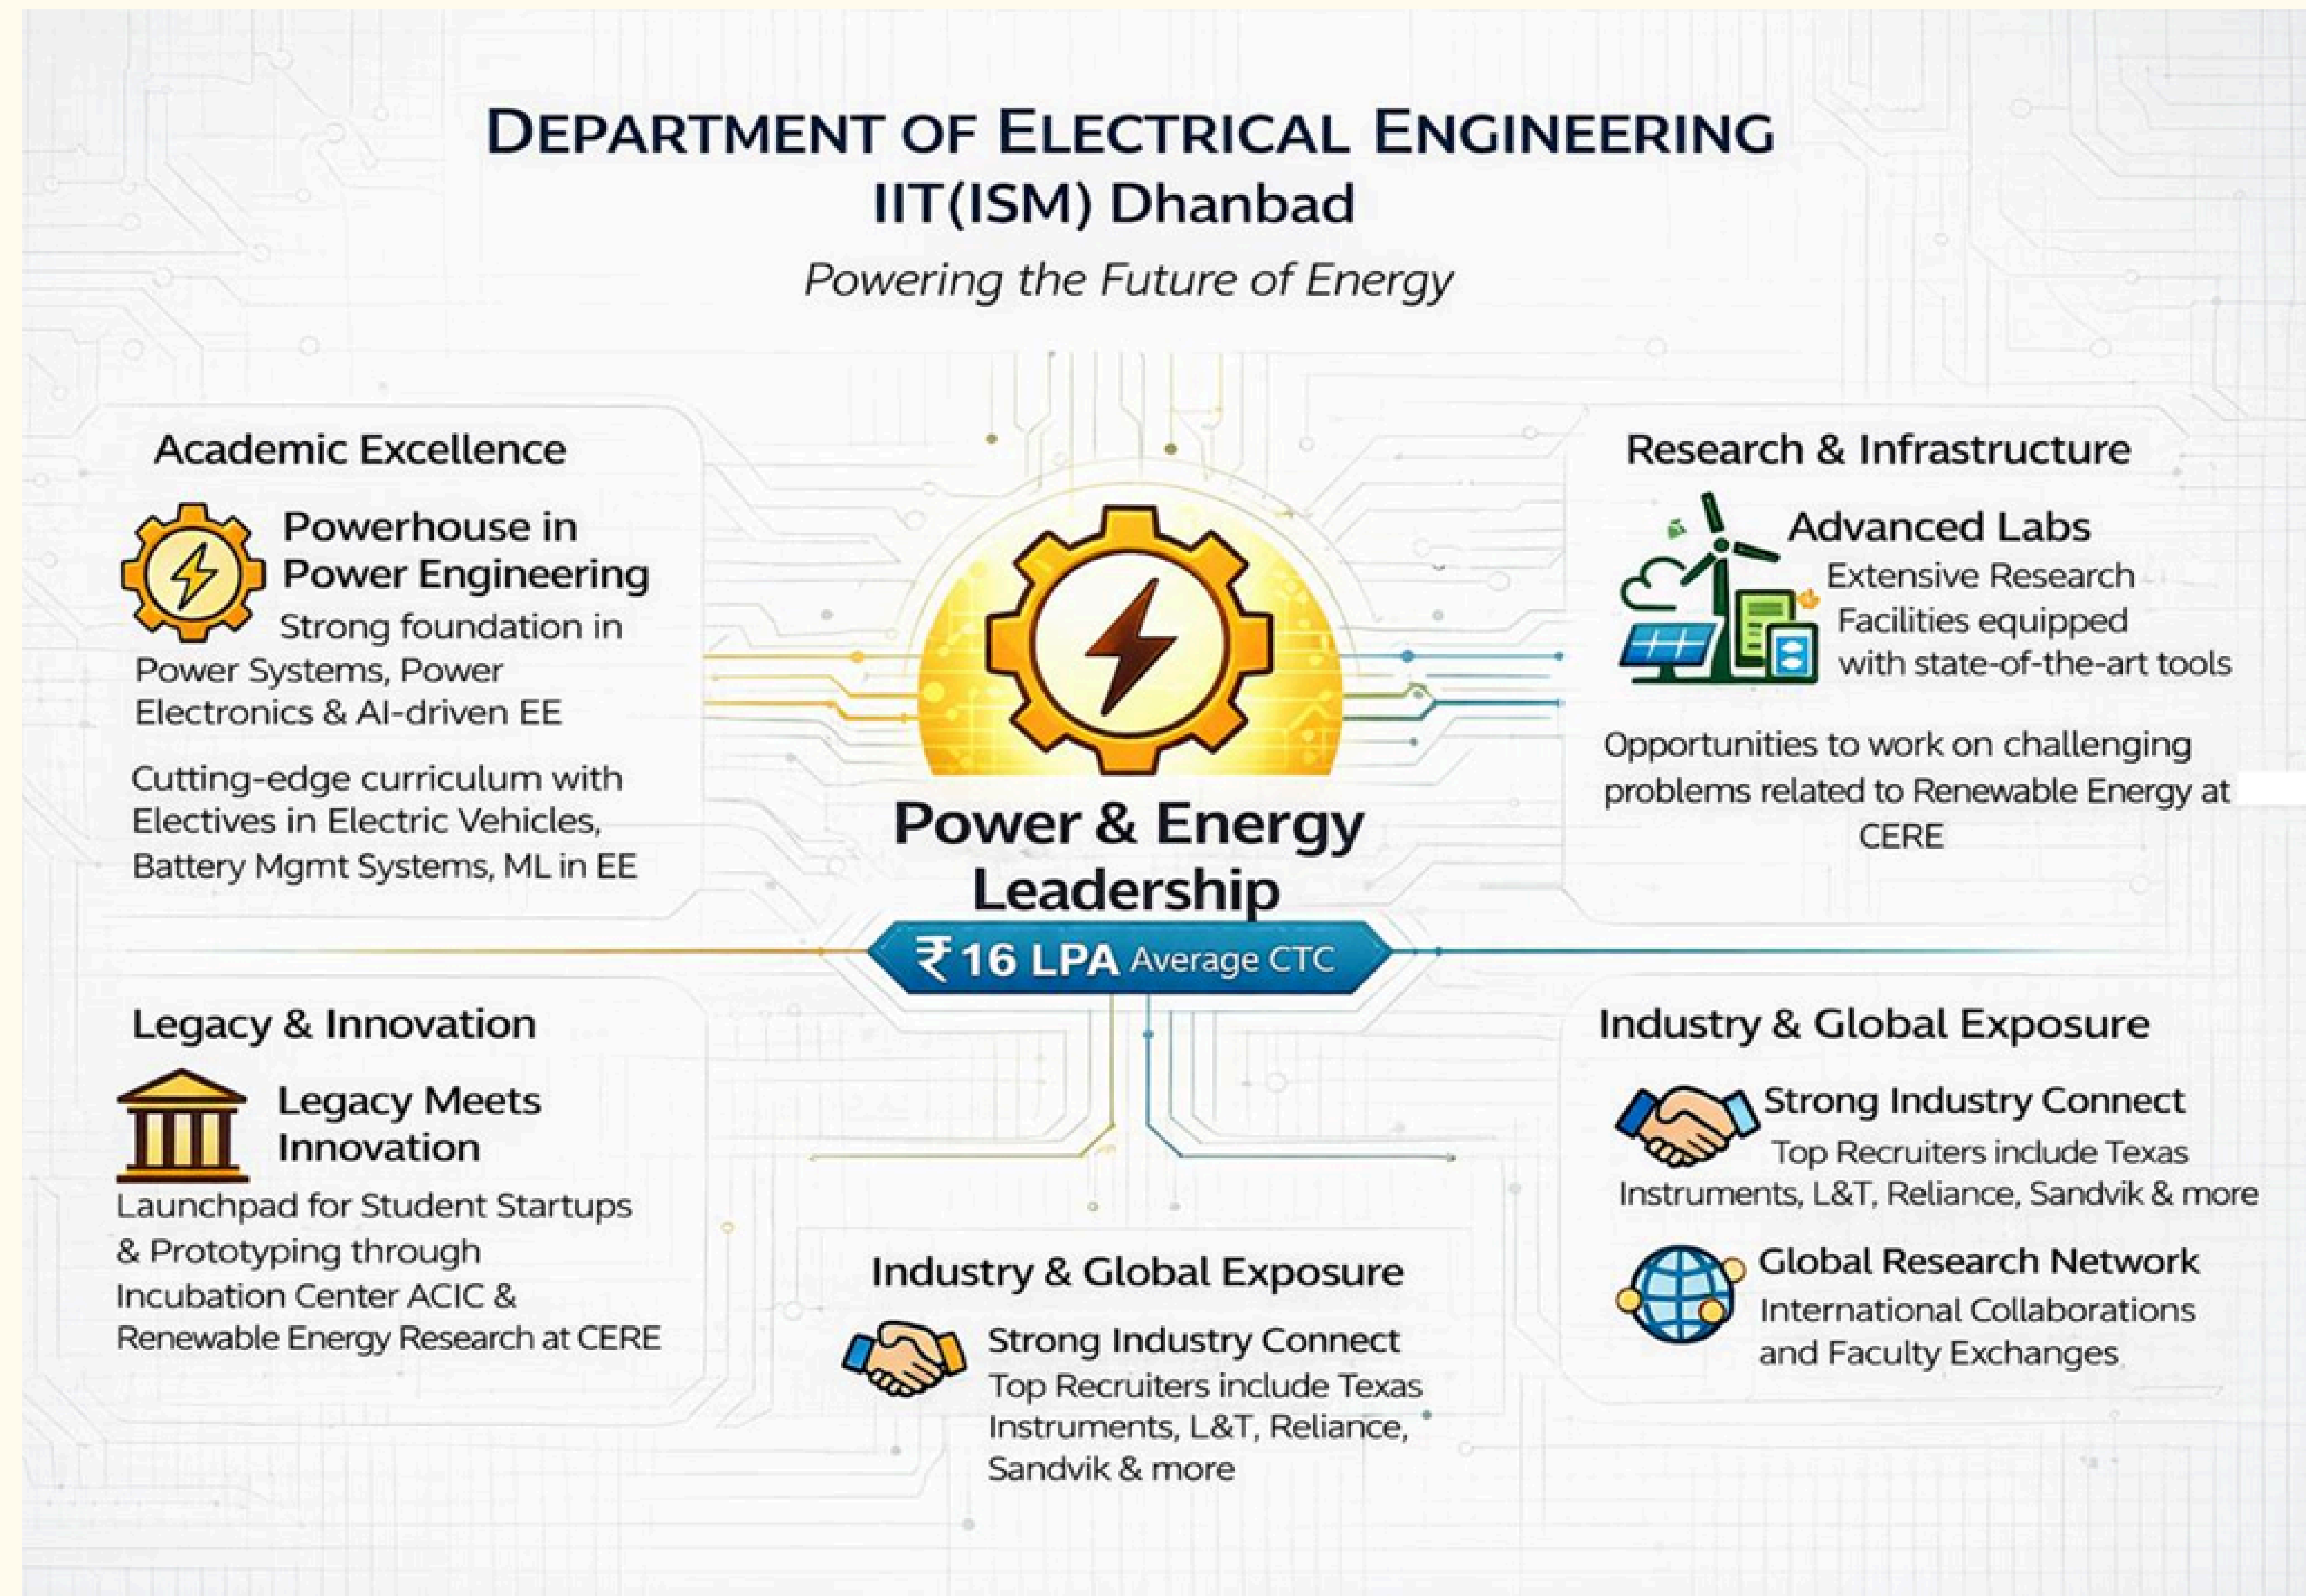 DEPARTMENT OF ELECTRICAL ENGINEERING
IIT(ISM) Dhanbad
Powering the Future of Energy
Academic Excellence
Powerhouse in
Power Engineering
Strong foundation in
Power Systems, Power
Electronics & AI-driven EE
Cutting-edge curriculum with
Electives in Electric Vehicles,
Battery Mgmt Systems, ML in EE
Power & Energy
Leadership
₹16 LPA Average CTC
Research & Infrastructure
Advanced Labs
Extensive Research
Facilities equipped
with state-of-the-art tools
Opportunities to work on challenging
problems related to Renewable Energy at
CERE
Legacy & Innovation
Legacy Meets
Innovation
Launchpad for Student Startups
& Prototyping through
Incubation Center ACIC &
Renewable Energy Research at CERE
Industry & Global Exposure
Strong Industry Connect
Top Recruiters include Texas
Instruments, L&T, Reliance,
Sandvik & more
Industry & Global Exposure
Strong Industry Connect
Top Recruiters include Texas
Instruments, L&T, Reliance, Sandvik & more
Global Research Network
International Collaborations
and Faculty Exchanges